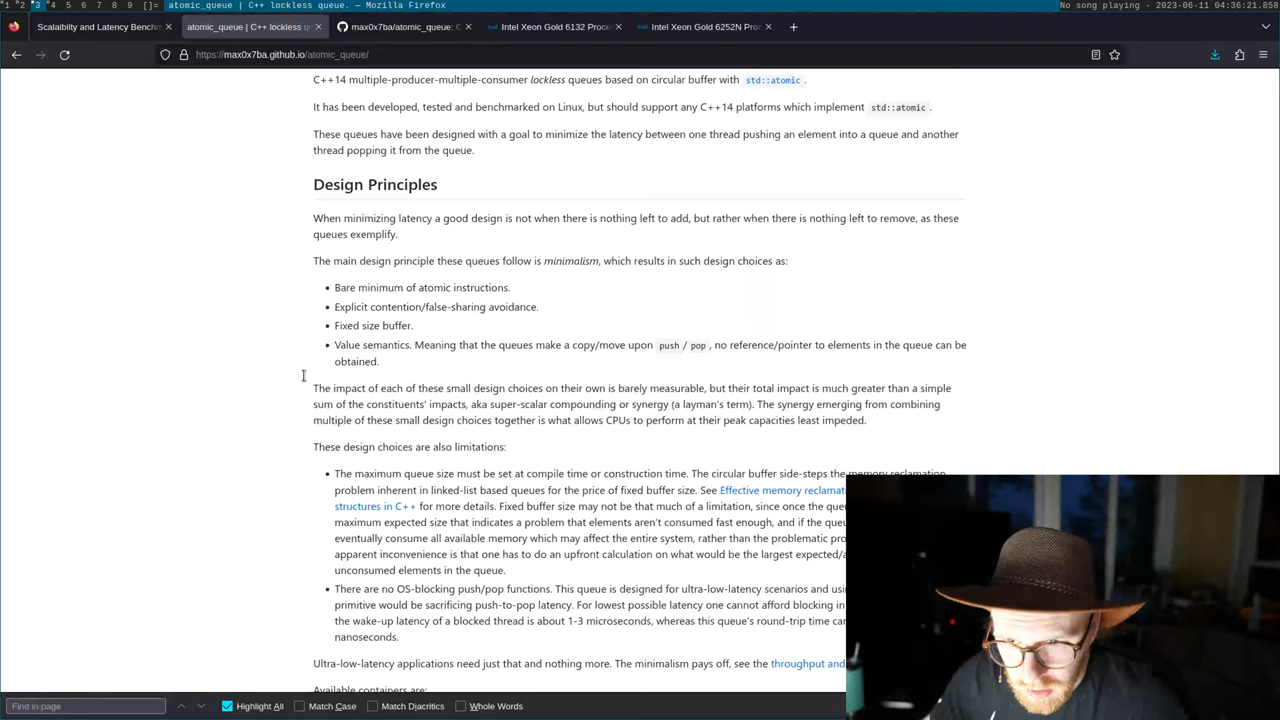 1 2 3 4 5 6 7 8 9 []= atomic_queue | C++ lockless queue. — Mozilla Firefox
No song playing - 2023-06-11 04:36:21.858
Scalaibilty and Latency Benchm
atomic_queue | C++ lockless q
max0x7ba/atomic_queue: C
Intel Xeon Gold 6132 Proce
Intel Xeon Gold 6252N Pro
https://max0x7ba.github.io/atomic_queue/
C++14 multiple-producer-multiple-consumer lockless queues based on circular buffer with std::atomic.
It has been developed, tested and benchmarked on Linux, but should support any C++14 platforms which implement std::atomic.
These queues have been designed with a goal to minimize the latency between one thread pushing an element into a queue and another
thread popping it from the queue.
Design Principles
When minimizing latency a good design is not when there is nothing left to add, but rather when there is nothing left to remove, as these
queues exemplify.
The main design principle these queues follow is minimalism, which results in such design choices as:
• Bare minimum of atomic instructions.
• Explicit contention/false-sharing avoidance.
• Fixed size buffer.
• Value semantics. Meaning that the queues make a copy/move upon push/pop, no reference/pointer to elements in the queue can be
obtained.
The impact of each of these small design choices on their own is barely measurable, but their total impact is much greater than a simple
sum of the constituents' impacts, aka super-scalar compounding or synergy (a layman's term). The synergy emerging from combining
multiple of these small design choices together is what allows CPUs to perform at their peak capacities least impeded.
These design choices are also limitations:
• The maximum queue size must be set at compile time or construction time. The circular buffer side-steps the memory reclamation
problem inherent in linked-list based queues for the price of fixed buffer size. See Effective memory reclamati
structures in C++ for more details. Fixed buffer size may not be that much of a limitation, since once the que
maximum expected size that indicates a problem that elements aren't consumed fast enough, and if the queu
eventually consume all available memory which may affect the entire system, rather than the problematic pro
apparent inconvenience is that one has to do an upfront calculation on what would be the largest expected/a
unconsumed elements in the queue.
• There are no OS-blocking push/pop functions. This queue is designed for ultra-low-latency scenarios and usi
primitive would be sacrificing push-to-pop latency. For lowest possible latency one cannot afford blocking in
the wake-up latency of a blocked thread is about 1-3 microseconds, whereas this queue's round-trip time can
nanoseconds.
Ultra-low-latency applications need just that and nothing more. The minimalism pays off, see the throughput and
Available containers are:
Find in page
Highlight All
Match Case
Match Diacritics
Whole Words